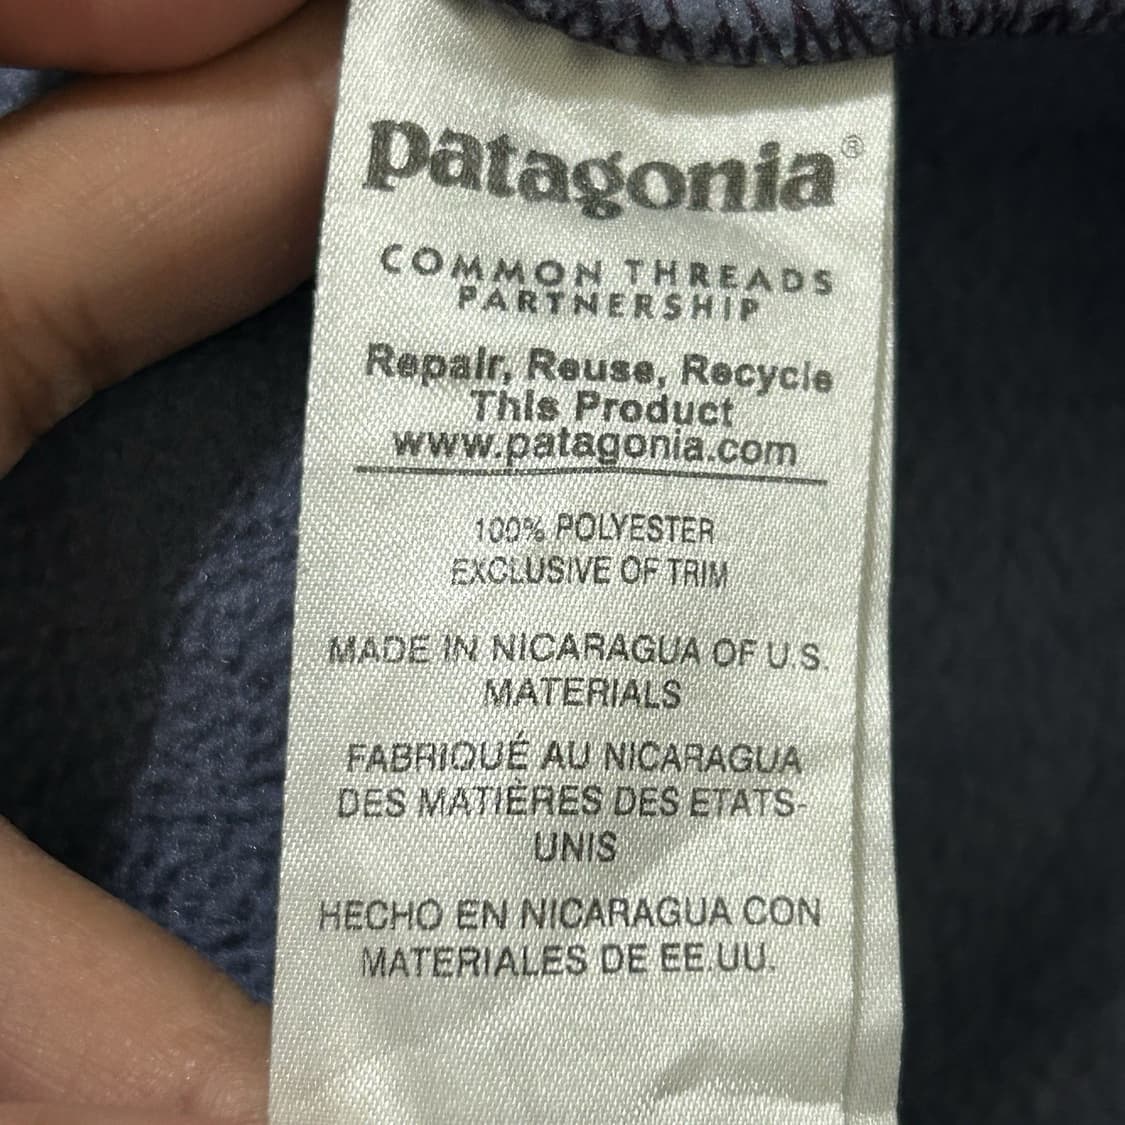 patagonia®
COMMON THREADS
PARTNERSHIP
Repair, Reuse, Recycle
This Product
www.patagonia.com
100% POLYESTER
EXCLUSIVE OF TRIM
MADE IN NICARAGUA OF U.S.
MATERIALS
FABRIQUÉ AU NICARAGUA
DES MATIÈRES DES ETATS-
UNIS
HECHO EN NICARAGUA CON
MATERIALES DE EE.UU.